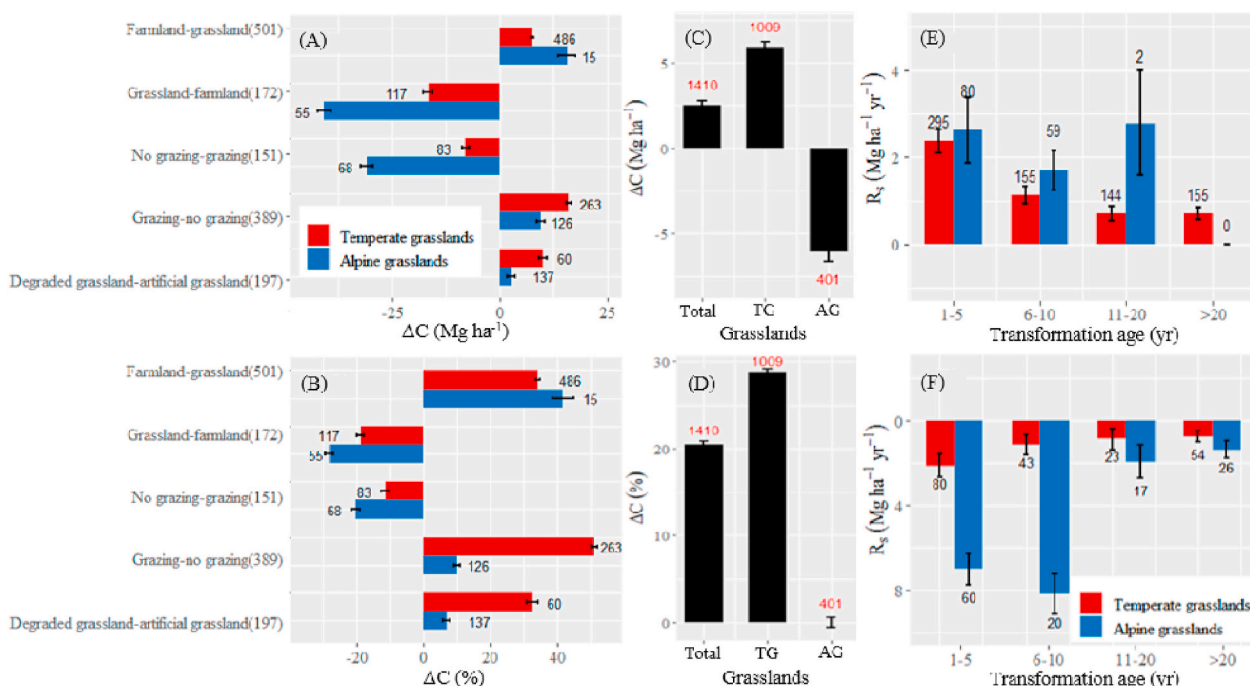 (A)
Farmland-grassland(501)
486
15
Grassland-farmland(172)
117
55
No grazing-grazing(151)
83
68
Grazing-no grazing(389)
263
126
Degraded grassland-artificial grassland(197)
60
137
Temperate grasslands
Alpine grasslands
-25
0
25
ΔC (Mg ha⁻¹)
(B)
Farmland-grassland(501)
486
15
Grassland-farmland(172)
117
55
No grazing-grazing(151)
83
68
Grazing-no grazing(389)
263
126
Degraded grassland-artificial grassland(197)
60
137
-20
0
20
40
60
ΔC (%)
(C)
1410
1009
401
5
0
-5
ΔC (Mg ha⁻¹)
Total
TG
AG
Grasslands
(D)
1410
1009
401
30
20
10
0
ΔC (%)
Total
TG
AG
Grasslands
(E)
295
80
155
59
144
2
155
0
4
2
0
Rs (Mg ha⁻¹ yr⁻¹)
1-5
6-10
11-20
>20
Transformation age (yr)
(F)
80
60
43
20
23
17
54
26
0
4
8
Rs (Mg ha⁻¹ yr⁻¹)
Temperate grasslands
Alpine grasslands
1-5
6-10
11-20
>20
Transformation age (yr)